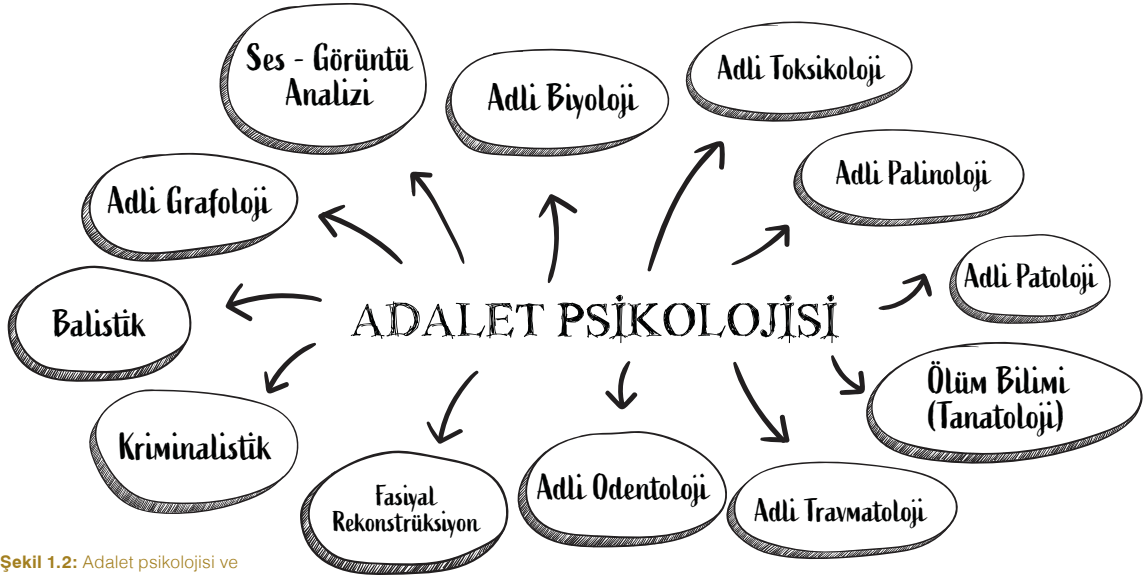 Ses - Görüntü
Analizi
Adli Biyoloji
Adli Toksikoloji
Adli Grafoloji
Adli Palinoloji
Adli Patoloji
Balistik
ADALET PSİKOLOJİSİ
Ölüm Bilimi
(Tanatoloji)
Kriminalistik
Fasiyal
Rekonstrüksiyon
Adli Odentoloji
Adli Travmatoloji
Şekil 1.2: Adalet psikolojisi ve